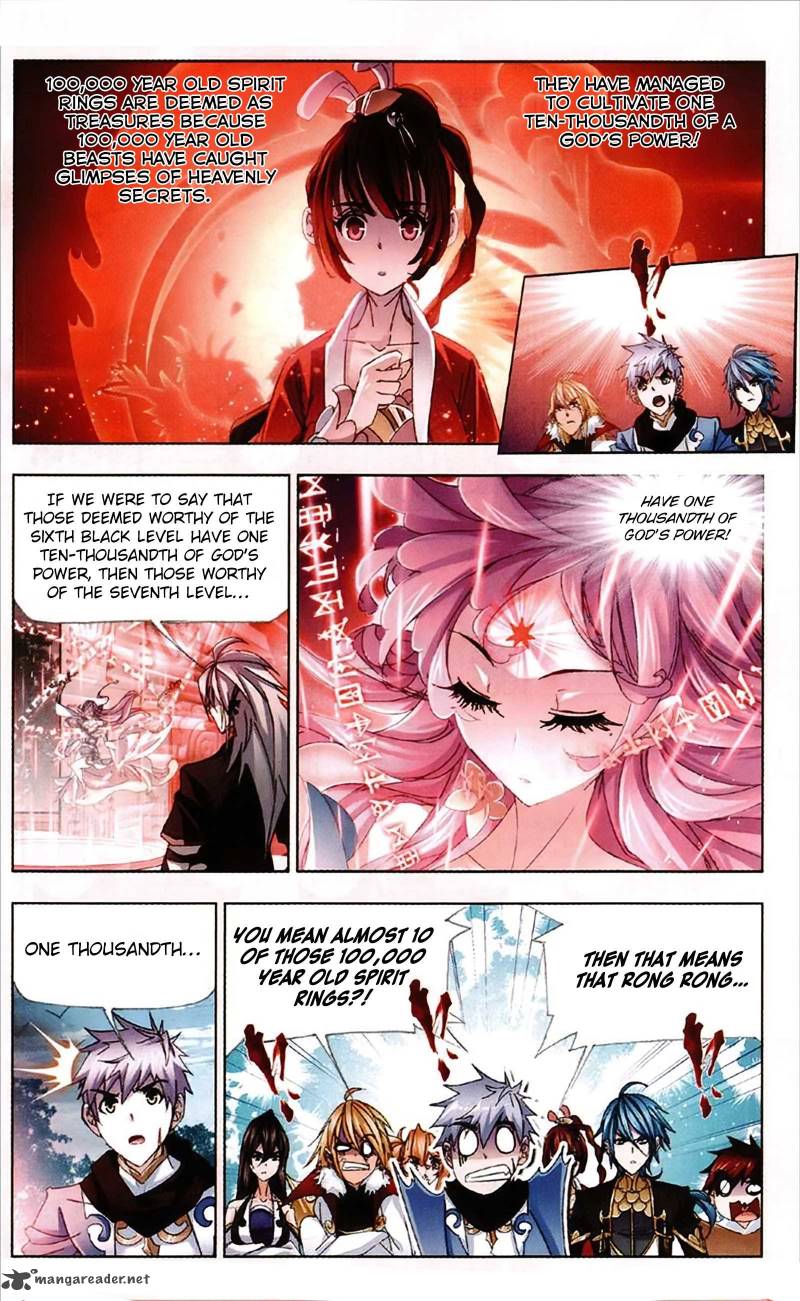 100,000 YEAR OLD SPIRIT
RINGS ARE DEEMED AS
TREASURES BECAUSE
100,000 YEAR OLD
BEASTS HAVE CAUGHT
GLIMPSES OF HEAVENLY
SECRETS.
THEY HAVE MANAGED
TO CULTIVATE ONE
TEN-THOUSANDTH OF A
GOD'S POWER!
IF WE WERE TO SAY THAT
THOSE DEEMED WORTHY OF THE
SIXTH BLACK LEVEL HAVE ONE
TEN-THOUSANDTH OF GOD'S
POWER, THEN THOSE WORTHY
OF THE SEVENTH LEVEL...
HAVE ONE
THOUSANDTH OF
GOD'S POWER!
ONE THOUSANDTH...
YOU MEAN ALMOST 10
OF THOSE 100,000
YEAR OLD SPIRIT
RINGS?!
THEN THAT MEANS
THAT RONG RONG...
mangareader.net